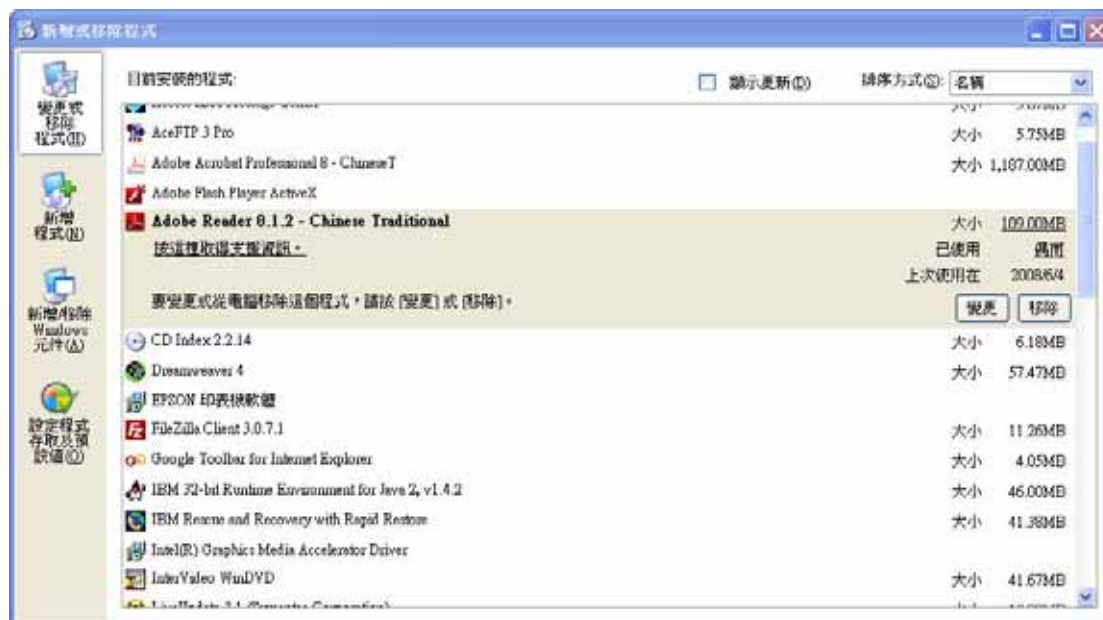 新增或移除程式
變更或
移除
程式(H)
新增
程式(N)
新增/移除
Windows
元件(A)
設定程式
存取及預
設值(O)
目前安裝的程式:
顯示更新(D)
排序方式(S): 名稱
AceFTP 3 Pro 大小 5.75MB
Adobe Acrobat Professional 8 - ChineseT 大小 1,187.00MB
Adobe Flash Player ActiveX
Adobe Reader 8.1.2 - Chinese Traditional 大小 109.00MB
按這裡取得支援資訊。 已使用 偶爾
上次使用在 2008/6/4
要變更或從電腦移除這個程式，請按 [變更] 或 [移除]。 變更 移除
CD Index 2.2.14 大小 6.18MB
Dreamweaver 4 大小 57.47MB
EPSON 印表機軟體
FileZilla Client 3.0.7.1 大小 11.26MB
Google Toolbar for Internet Explorer 大小 4.05MB
IBM 32-bit Runtime Environment for Java 2, v1.4.2 大小 46.00MB
IBM Rescue and Recovery with Rapid Restore 大小 41.38MB
Intel(R) Graphics Media Accelerator Driver
InterVideo WinDVD 大小 41.67MB